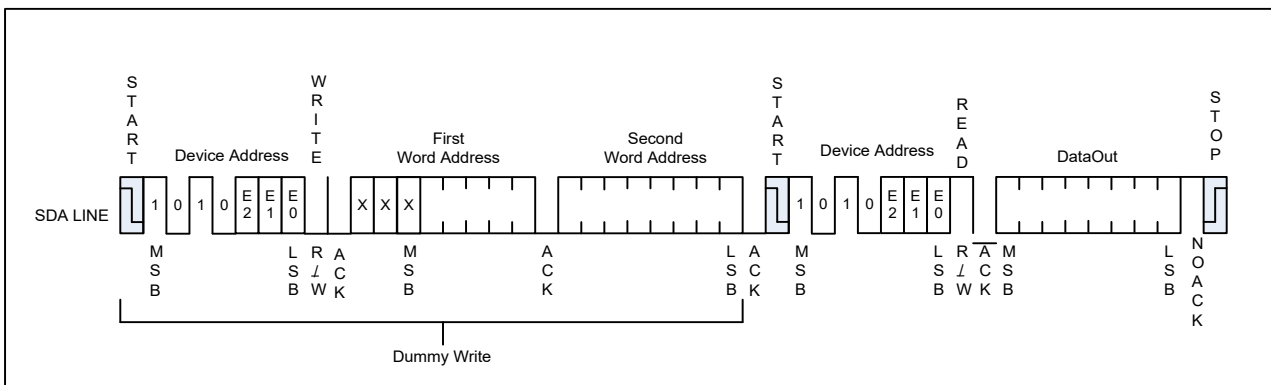 START
WRITE
START
READ
STOP
Device Address
First
Word Address
Second
Word Address
Device Address
DataOut
SDA LINE
1 0 1 0 E2 E1 E0
X X X
1 0 1 0 E2 E1 E0
MSB
LSB
R/W
ACK
MSB
ACK
LSB
ACK
MSB
LSB
R/W
ACK
MSB
LSB
NOACK
Dummy Write